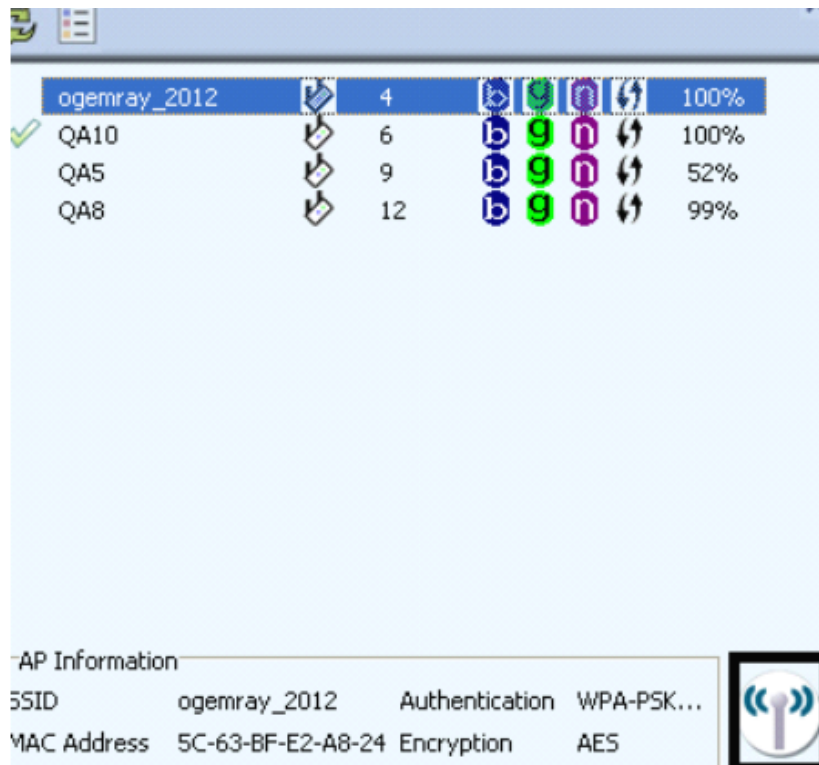 ogemray_2012 4 b g n 100%
QA10 6 b g n 100%
QA5 9 b g n 52%
QA8 12 b g n 99%
AP Information
SSID ogemray_2012 Authentication WPA-PSK...
MAC Address 5C-63-BF-E2-A8-24 Encryption AES